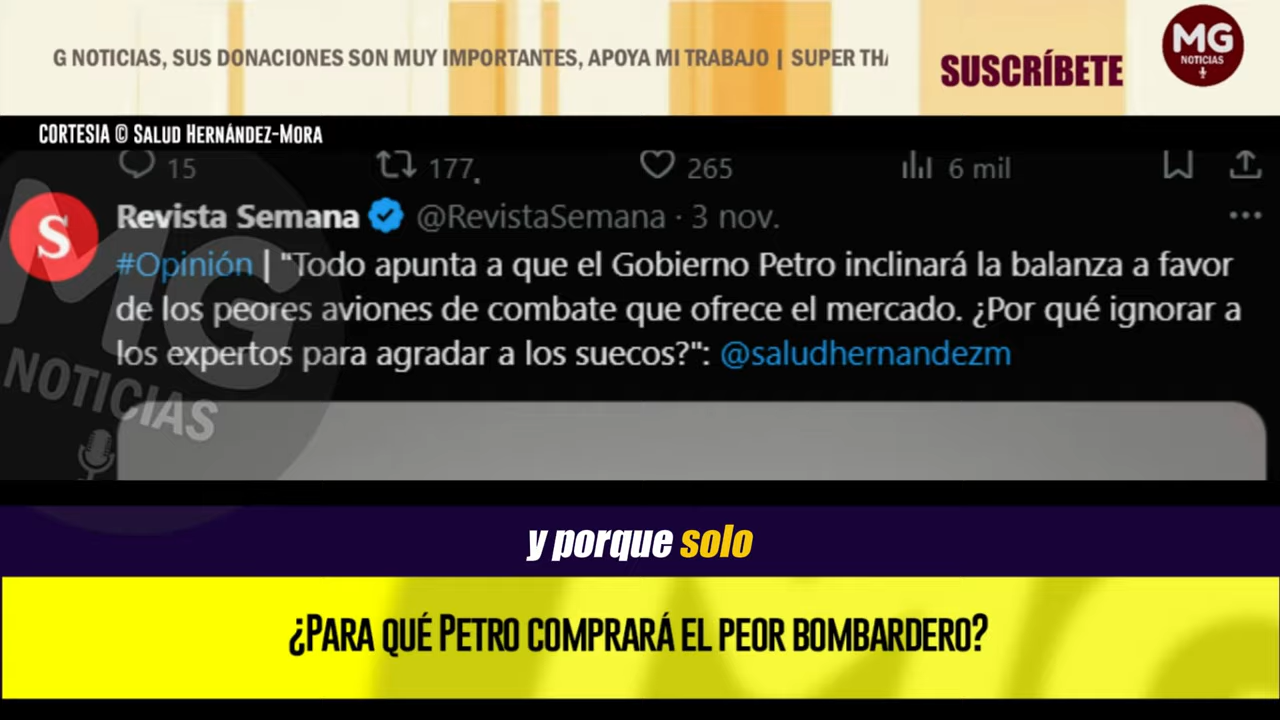 G NOTICIAS, SUS DONACIONES SON MUY IMPORTANTES, APOYA MI TRABAJO | SUPER TH
SUSCRÍBETE
MG
NOTICIAS
CORTESIA © SALUD HERNÁNDEZ-MORA
15 177 265 6 mil
S
Revista Semana @RevistaSemana · 3 nov.
#Opinión | "Todo apunta a que el Gobierno Petro inclinará la balanza a favor
de los peores aviones de combate que ofrece el mercado. ¿Por qué ignorar a
los expertos para agradar a los suecos?": @saludhernandezm
MG
NOTICIAS
y porque solo
¿PARA QUÉ PETRO COMPRARÁ EL PEOR BOMBARDERO?